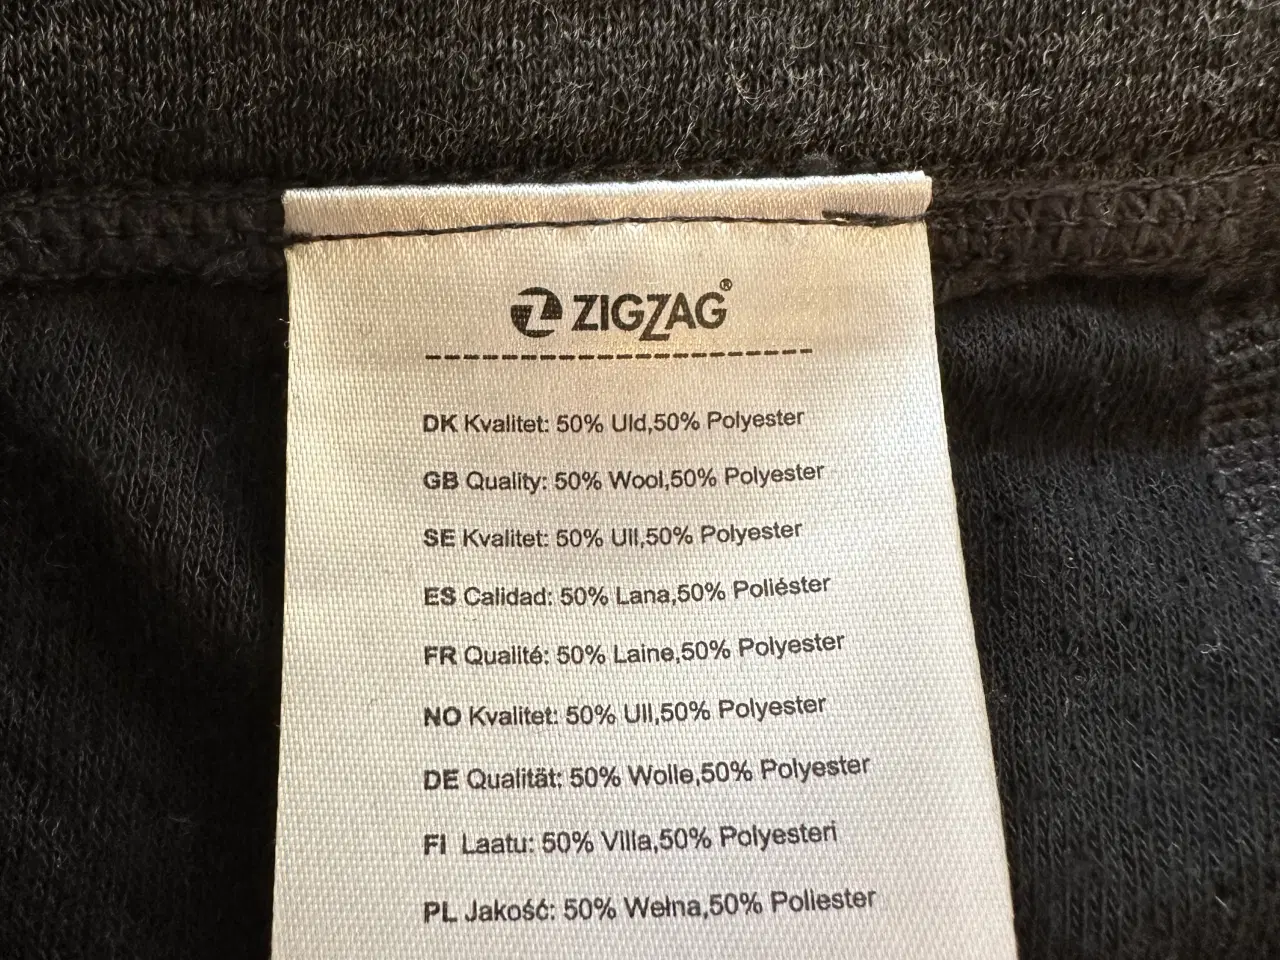 ZIGZAG®
DK Kvalitet: 50% Uld,50% Polyester
GB Quality: 50% Wool,50% Polyester
SE Kvalitet: 50% Ull,50% Polyester
ES Calidad: 50% Lana,50% Poliéster
FR Qualité: 50% Laine,50% Polyester
NO Kvalitet: 50% Ull,50% Polyester
DE Qualität: 50% Wolle,50% Polyester
FI Laatu: 50% Villa,50% Polyesteri
PL Jakość: 50% Wełna,50% Poliester